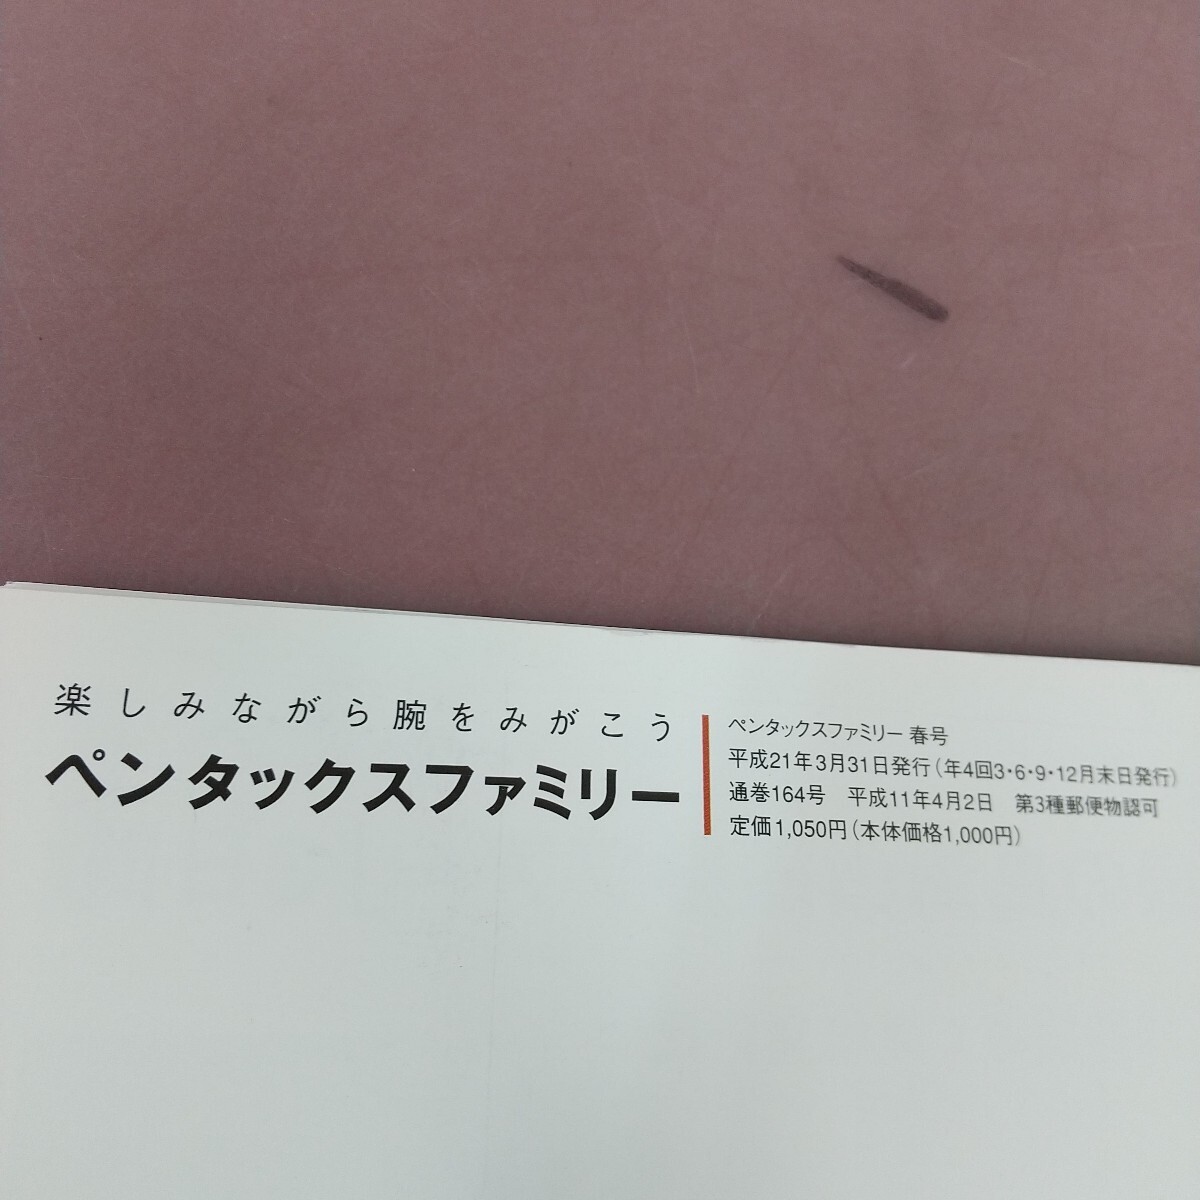 楽しみながら腕をみがこう
ペンタックスファミリー
ペンタックスファミリー 春号
平成21年3月31日発行(年4回3・6・9・12月末日発行)
通巻164号　平成11年4月2日　第3種郵便物認可
定価1,050円(本体価格1,000円)